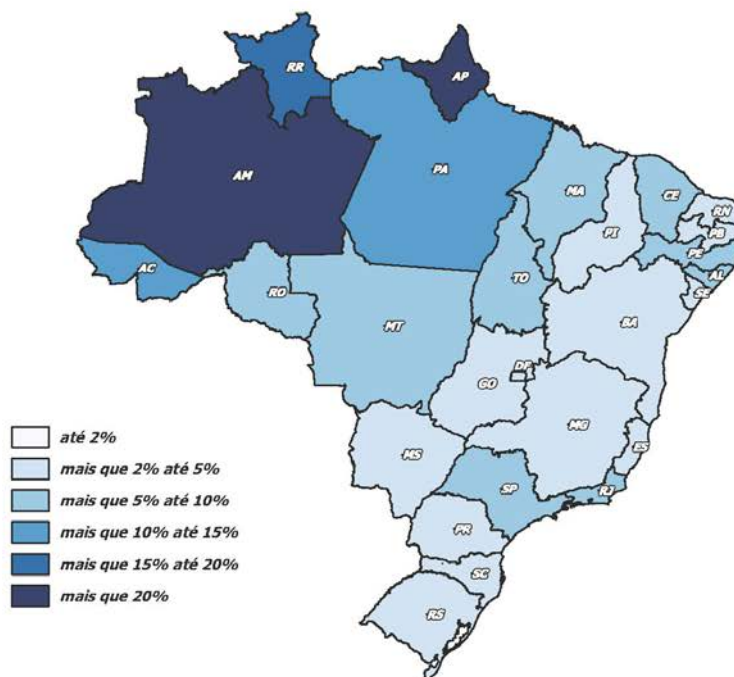 RR
AP
AM
PA
MA
CE
RN
PI
PB
PE
AC
AL
TO
SE
RO
BA
MT
DF
GO
MG
ES
MS
SP
RJ
PR
SC
RS
até 2%
mais que 2% até 5%
mais que 5% até 10%
mais que 10% até 15%
mais que 15% até 20%
mais que 20%